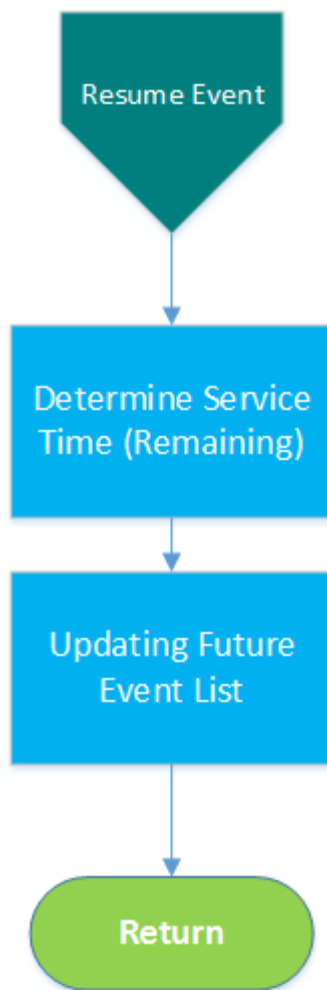 Resume Event
Determine Service
Time (Remaining)
Updating Future
Event List
Return